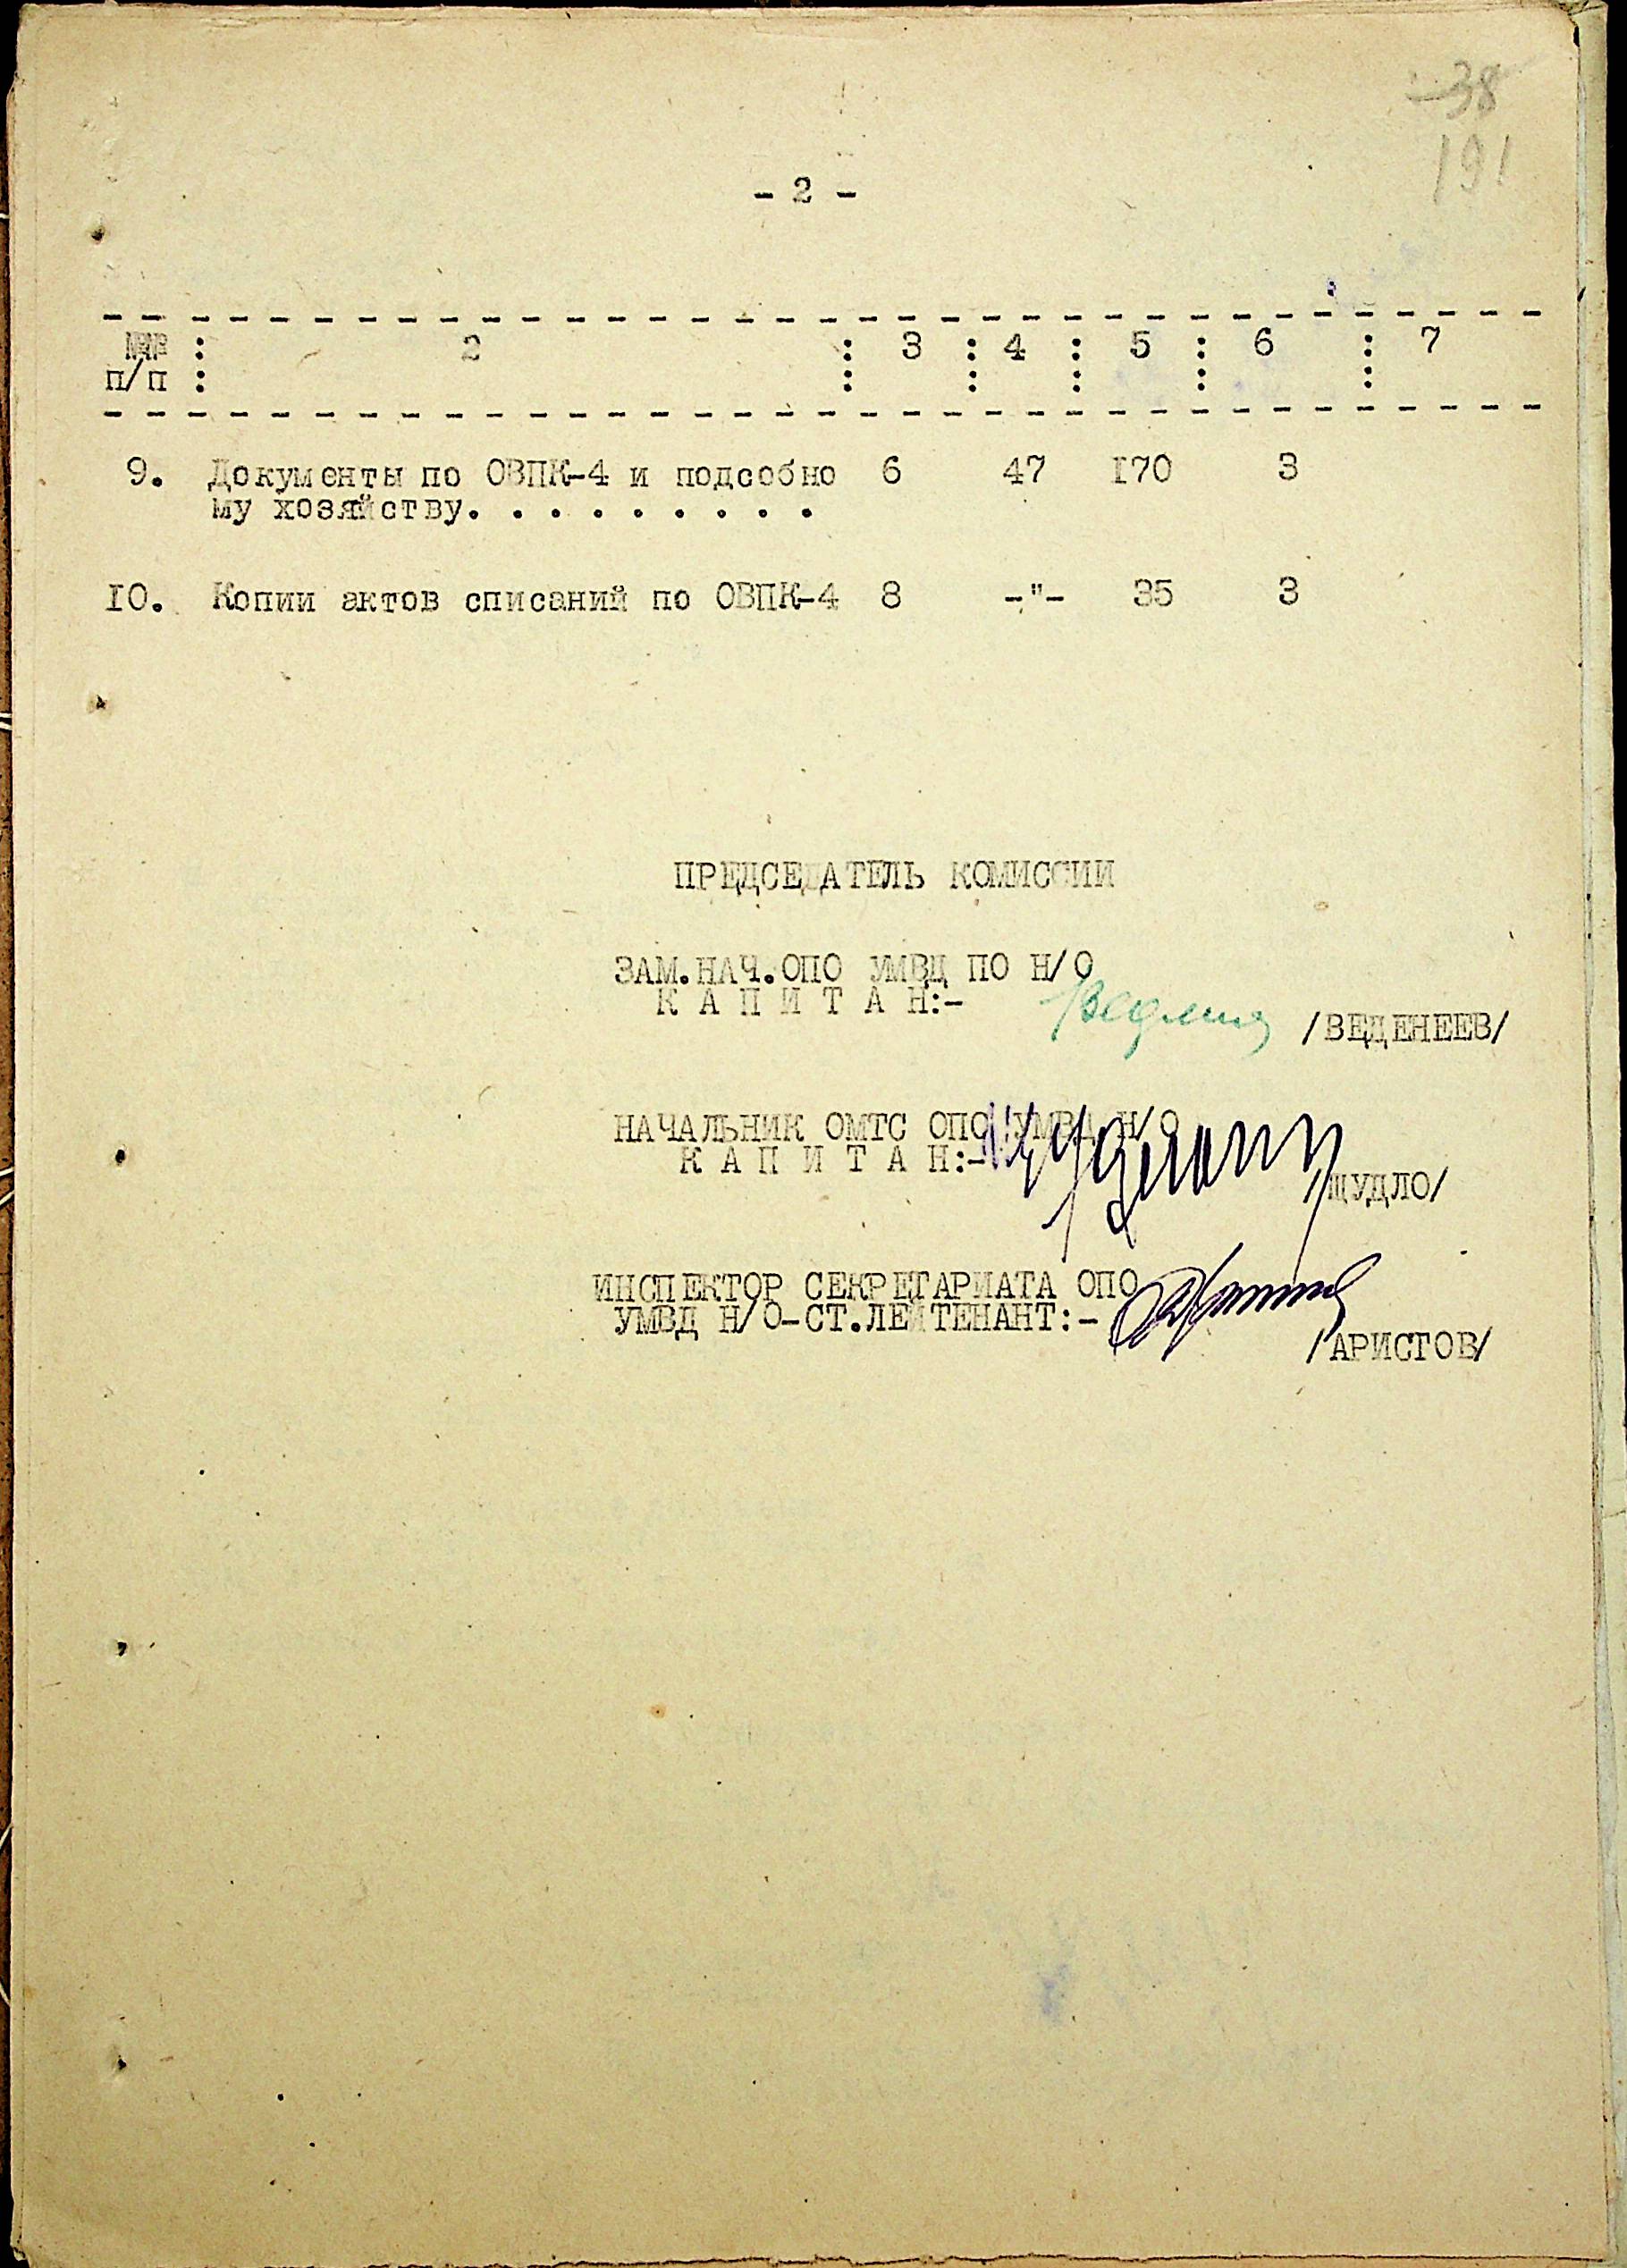 38
191
- 2 -
№№ : 2 : 3 : 4 : 5 : 6 : 7
п/п : : : : : :
9. Документы по ОВПК-4 и подсобно 6 47 170 3
му хозяйству. . . . . . . . .
10. Копии актов списаний по ОВПК-4 8 -"- 35 3
ПРЕДСЕДАТЕЛЬ КОМИССИИ
ЗАМ.НАЧ.ОПО УМВД ПО Н/О
К А П И Т А Н:-
/ВЕДЕНЕЕВ/
НАЧАЛЬНИК ОМТС ОПО УМВД Н/О
К А П И Т А Н:-
/ЩУДЛО/
ИНСПЕКТОР СЕКРЕТАРИАТА ОПО
УМВД Н/О-СТ.ЛЕЙТЕНАНТ:-
/АРИСТОВ/